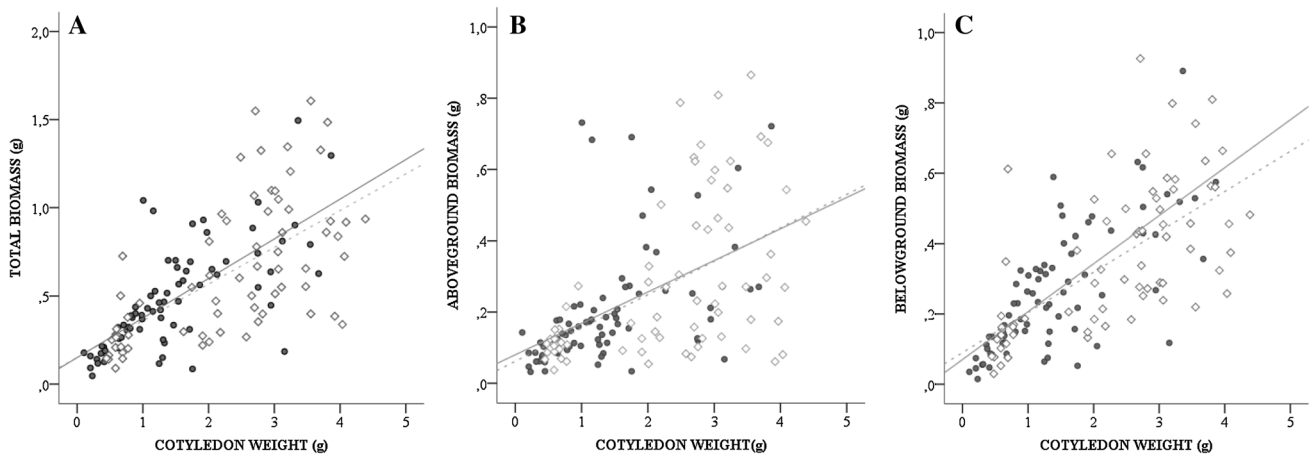 A
TOTAL BIOMASS (g)
2,0
1,5
1,0
,5
,0
0 1 2 3 4 5
COTYLEDON WEIGHT (g)
B
ABOVEGROUND BIOMASS (g)
1,0
,8
,6
,4
,2
,0
0 1 2 3 4 5
COTYLEDON WEIGHT(g)
C
BELOWGROUND BIOMASS (g)
1,0
,8
,6
,4
,2
,0
0 1 2 3 4 5
COTYLEDON WEIGHT (g)